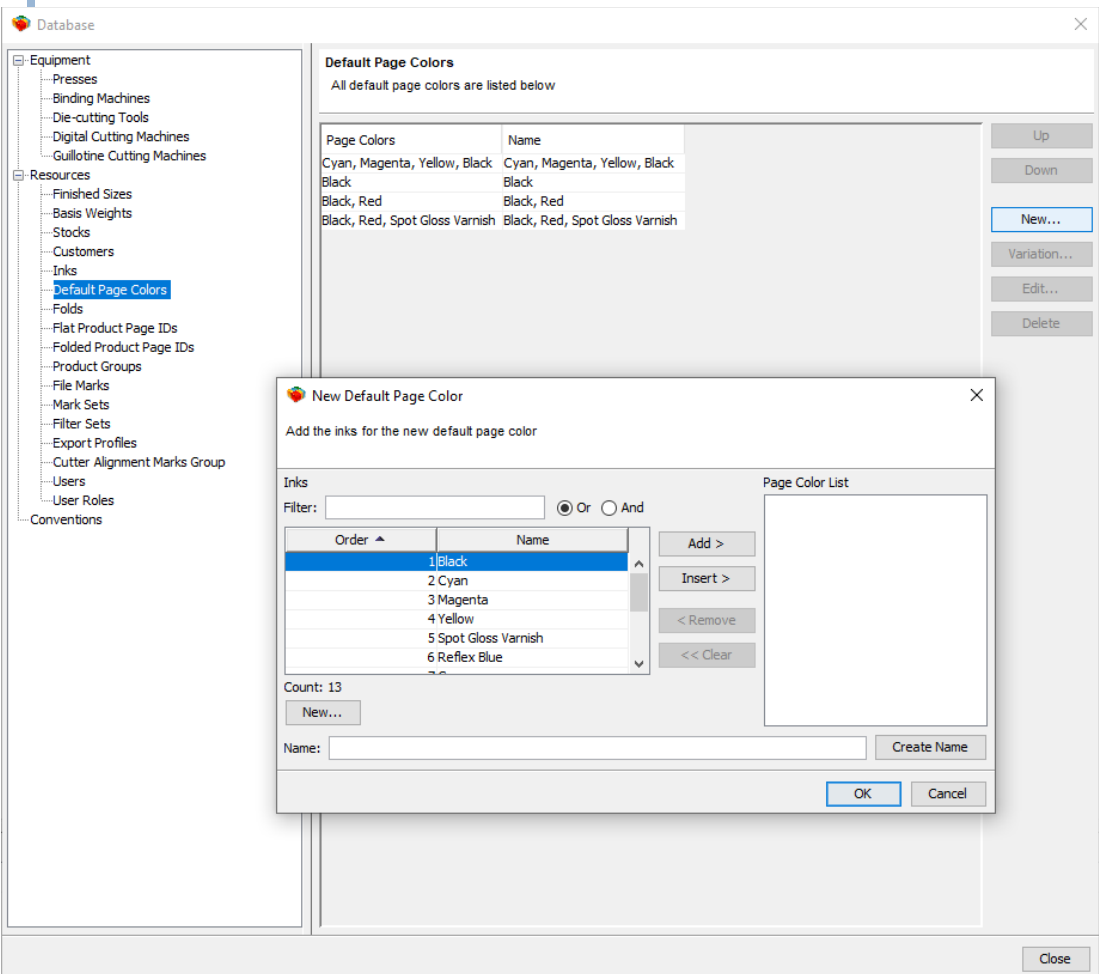 Database
Equipment
Presses
Binding Machines
Die-cutting Tools
Digital Cutting Machines
Guillotine Cutting Machines
Resources
Finished Sizes
Basis Weights
Stocks
Customers
Inks
Default Page Colors
Folds
Flat Product Page IDs
Folded Product Page IDs
Product Groups
File Marks
Mark Sets
Filter Sets
Export Profiles
Cutter Alignment Marks Group
Users
User Roles
Conventions
Default Page Colors
All default page colors are listed below
Page Colors Name
Cyan, Magenta, Yellow, Black Cyan, Magenta, Yellow, Black
Black Black
Black, Red Black, Red
Black, Red, Spot Gloss Varnish Black, Red, Spot Gloss Varnish
Up
Down
New...
Variation...
Edit...
Delete
New Default Page Color
Add the inks for the new default page color
Inks
Filter: Or And
Order Name
1 Black
2 Cyan
3 Magenta
4 Yellow
5 Spot Gloss Varnish
6 Reflex Blue
Count: 13
New...
Add >
Insert >
< Remove
<< Clear
Page Color List
Name: Create Name
OK Cancel
Close